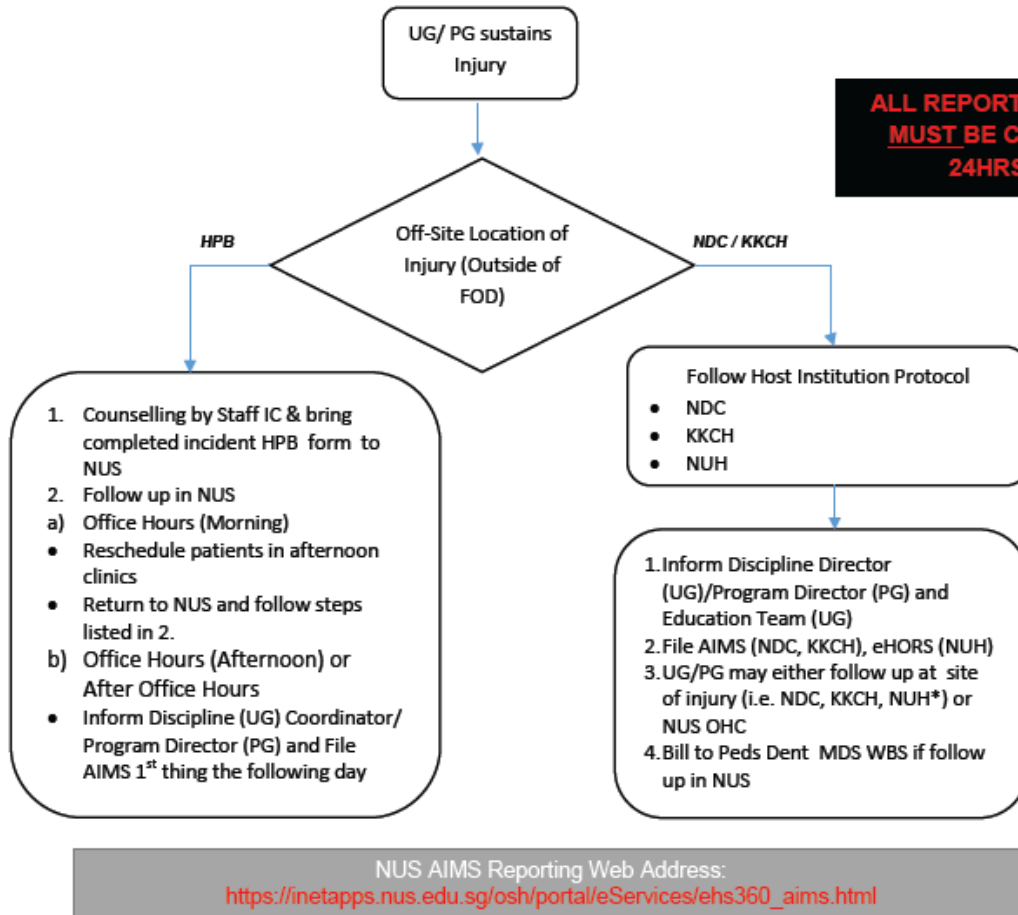 UG/ PG sustains
Injury
ALL REPORT
MUST BE C
24HRS
HPB
Off-Site Location of
Injury (Outside of
FOD)
NDC / KKCH
1. Counselling by Staff IC & bring
completed incident HPB form to
NUS
2. Follow up in NUS
a) Office Hours (Morning)
● Reschedule patients in afternoon
clinics
● Return to NUS and follow steps
listed in 2.
b) Office Hours (Afternoon) or
After Office Hours
● Inform Discipline (UG) Coordinator/
Program Director (PG) and File
AIMS 1st thing the following day
Follow Host Institution Protocol
● NDC
● KKCH
● NUH
1. Inform Discipline Director
(UG)/Program Director (PG) and
Education Team (UG)
2. File AIMS (NDC, KKCH), eHORS (NUH)
3. UG/PG may either follow up at site
of injury (i.e. NDC, KKCH, NUH*) or
NUS OHC
4. Bill to Peds Dent MDS WBS if follow
up in NUS
NUS AIMS Reporting Web Address:
https://inetapps.nus.edu.sg/osh/portal/eServices/ehs360_aims.html